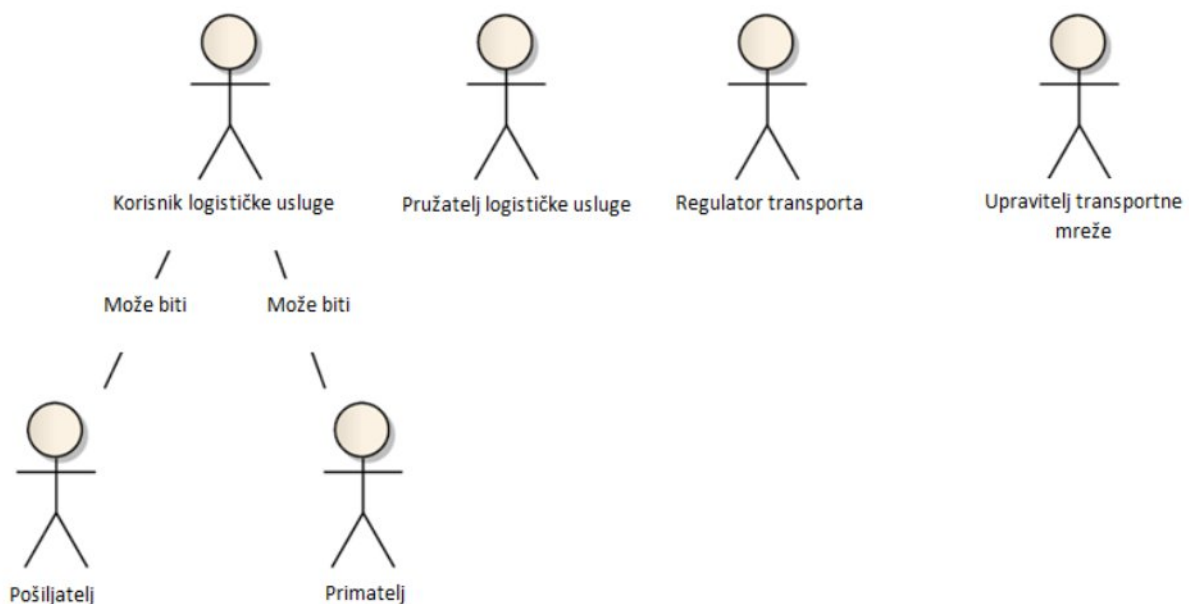 Korisnik logističke usluge
Pružatelj logističke usluge
Regulator transporta
Upravitelj transportne
mreže
Može biti
Može biti
Pošiljatelj
Primatelj